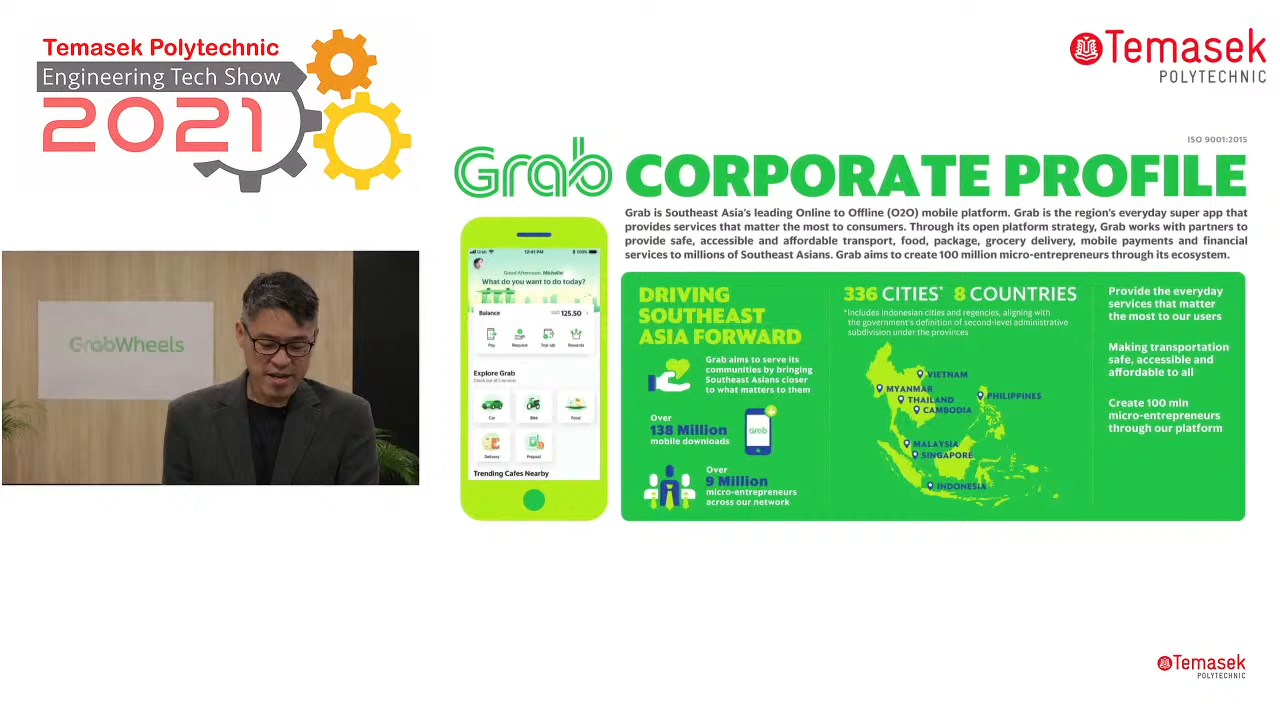 Temasek Polytechnic
Engineering Tech Show
2021
Temasek
POLYTECHNIC
ISO 9001:2015
Grab CORPORATE PROFILE
Grab is Southeast Asia's leading Online to Offline (O2O) mobile platform. Grab is the region's everyday super app that
provides services that matter the most to consumers. Through its open platform strategy, Grab works with partners to
provide safe, accessible and affordable transport, food, package, grocery delivery, mobile payments and financial
services to millions of Southeast Asians. Grab aims to create 100 million micro-entrepreneurs through its ecosystem.
GrabWheels
Grab
12:41 PM
100%
Good Afternoon, Michelle!
What do you want to do today?
Balance
125.50
Pay
Request
Top-up
Rewards
Explore Grab
Car
Bike
Food
Delivery
Prepaid
Trending Cafes Nearby
DRIVING
SOUTHEAST
ASIA FORWARD
Grab aims to serve its
communities by bringing
Southeast Asians closer
to what matters to them
Over
138 Million
mobile downloads
Grab
Over
9 Million
micro-entrepreneurs
across our network
336 CITIES* 8 COUNTRIES
*Includes Indonesian cities and regencies, aligning with
the government's definition of second-level administrative
subdivision under the provinces
VIETNAM
MYANMAR
THAILAND
PHILIPPINES
CAMBODIA
MALAYSIA
SINGAPORE
INDONESIA
Provide the everyday
services that matter
the most to our users
Making transportation
safe, accessible and
affordable to all
Create 100 mln
micro-entrepreneurs
through our platform
Temasek
POLYTECHNIC